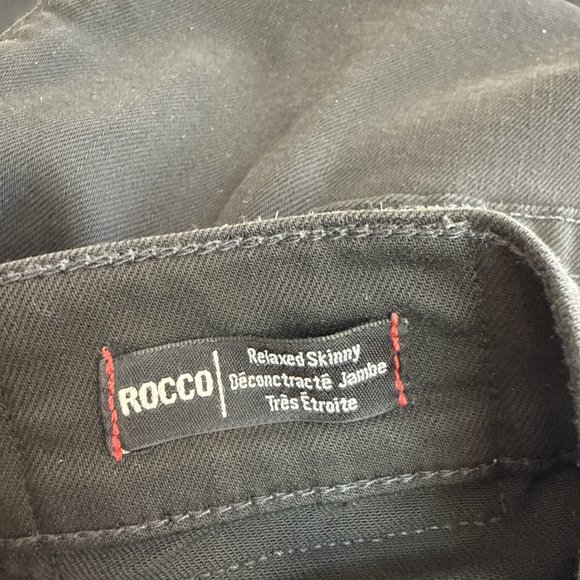 ROCCO
Relaxed Skinny
Déconctracté Jambe
Très Étroite